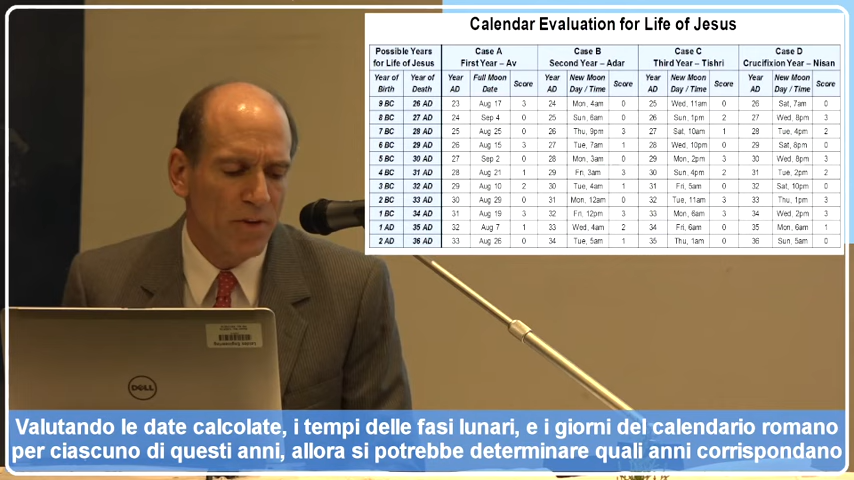 Calendar Evaluation for Life of Jesus
Possible Years for Life of Jesus | Case A First Year – Av | Case B Second Year – Adar | Case C Third Year – Tishri | Case D Crucifixion Year – Nisan
Year of Birth | Year of Death | Year AD | Full Moon Date | Score | Year AD | New Moon Day / Time | Score | Year AD | New Moon Day / Time | Score | Year AD | New Moon Day / Time | Score
9 BC 26 AD 23 Aug 17 3 24 Mon, 4am 0 25 Wed, 11am 0 26 Sat, 7am 0
8 BC 27 AD 24 Sep 4 0 25 Sun, 6am 0 26 Sun, 1pm 2 27 Wed, 8pm 3
7 BC 28 AD 25 Aug 25 0 26 Thu, 9pm 3 27 Sat, 10am 1 28 Tue, 4pm 2
6 BC 29 AD 26 Aug 15 3 27 Tue, 7am 1 28 Wed, 10pm 0 29 Sat, 8pm 0
5 BC 30 AD 27 Sep 2 0 28 Mon, 3am 0 29 Mon, 2pm 3 30 Wed, 8pm 3
4 BC 31 AD 28 Aug 21 1 29 Fri, 3am 3 30 Sun, 4pm 2 31 Tue, 2pm 2
3 BC 32 AD 29 Aug 10 2 30 Tue, 4am 1 31 Fri, 5am 0 32 Sat, 10pm 0
2 BC 33 AD 30 Aug 29 0 31 Mon, 12am 0 32 Tue, 11am 3 33 Thu, 1pm 3
1 BC 34 AD 31 Aug 19 3 32 Fri, 12pm 3 33 Mon, 6am 3 34 Wed, 2pm 3
1 AD 35 AD 32 Aug 7 1 33 Wed, 4am 2 34 Fri, 6am 0 35 Mon, 6am 1
2 AD 36 AD 33 Aug 26 0 34 Tue, 5am 1 35 Thu, 1am 0 36 Sun, 5am 0
DELL
Valutando le date calcolate, i tempi delle fasi lunari, e i giorni del calendario romano
per ciascuno di questi anni, allora si potrebbe determinare quali anni corrispondano